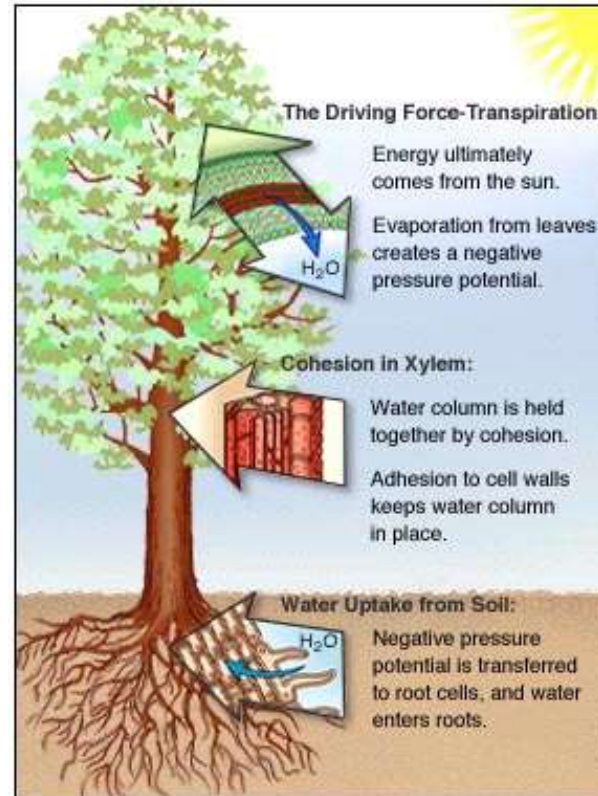 The Driving Force-Transpiration
Energy ultimately
comes from the sun.
Evaporation from leaves
creates a negative
pressure potential.
H₂O
Cohesion in Xylem:
Water column is held
together by cohesion.
Adhesion to cell walls
keeps water column
in place.
Water Uptake from Soil:
H₂O
Negative pressure
potential is transferred
to root cells, and water
enters roots.